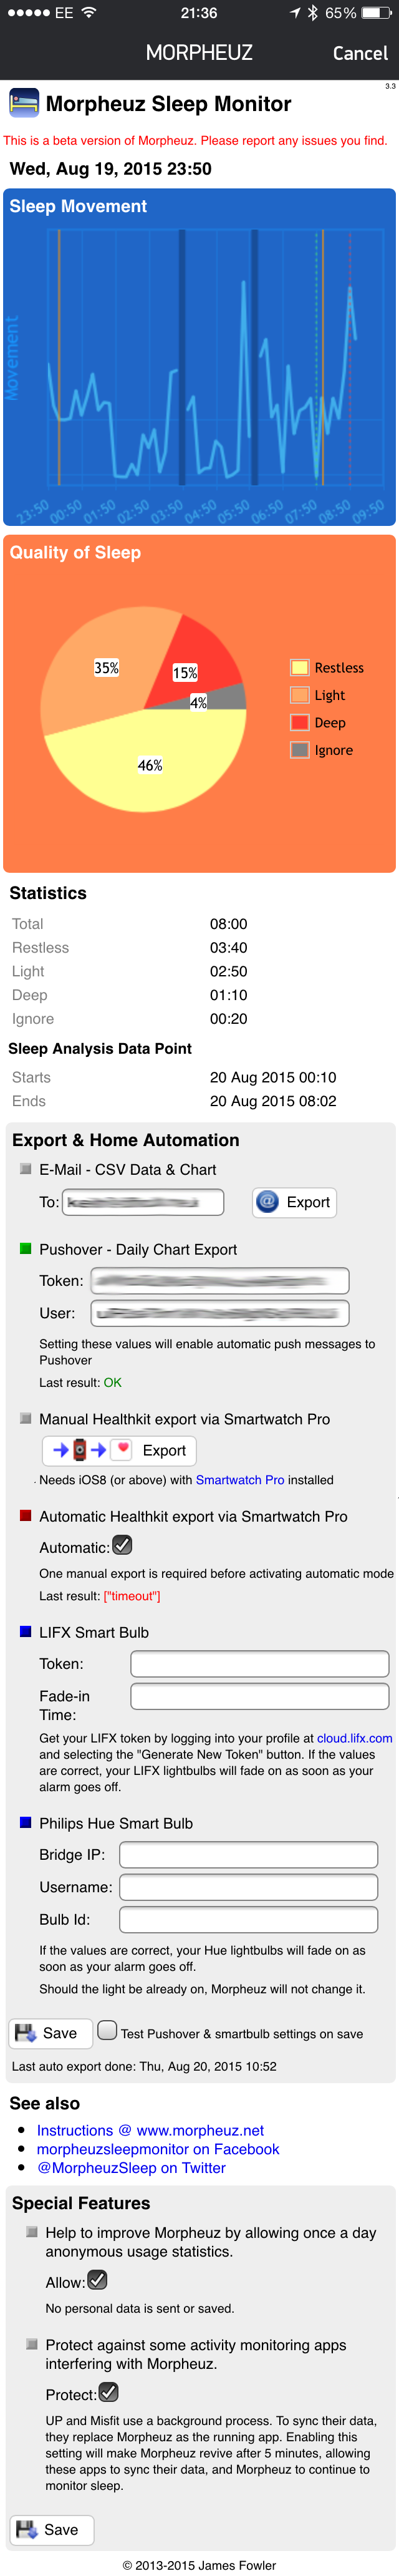 EE 21:36 65%
MORPHEUZ Cancel
3.3
Morpheuz Sleep Monitor
This is a beta version of Morpheuz. Please report any issues you find.
Wed, Aug 19, 2015 23:50
Sleep Movement
Movement
23:50 00:50 01:50 02:50 03:50 04:50 05:50 06:50 07:50 08:50 09:50
Quality of Sleep
35%
15%
4%
46%
Restless
Light
Deep
Ignore
Statistics
Total 08:00
Restless 03:40
Light 02:50
Deep 01:10
Ignore 00:20
Sleep Analysis Data Point
Starts 20 Aug 2015 00:10
Ends 20 Aug 2015 08:02
Export & Home Automation
E-Mail - CSV Data & Chart
To: @ Export
Pushover - Daily Chart Export
Token:
User:
Setting these values will enable automatic push messages to
Pushover
Last result: OK
Manual Healthkit export via Smartwatch Pro
Export
Needs iOS8 (or above) with Smartwatch Pro installed
Automatic Healthkit export via Smartwatch Pro
Automatic:
One manual export is required before activating automatic mode
Last result: ["timeout"]
LIFX Smart Bulb
Token:
Fade-in
Time:
Get your LIFX token by logging into your profile at cloud.lifx.com
and selecting the "Generate New Token" button. If the values
are correct, your LIFX lightbulbs will fade on as soon as your
alarm goes off.
Philips Hue Smart Bulb
Bridge IP:
Username:
Bulb Id:
If the values are correct, your Hue lightbulbs will fade on as
soon as your alarm goes off.
Should the light be already on, Morpheuz will not change it.
Save Test Pushover & smartbulb settings on save
Last auto export done: Thu, Aug 20, 2015 10:52
See also
Instructions @ www.morpheuz.net
morpheuzsleepmonitor on Facebook
@MorpheuzSleep on Twitter
Special Features
Help to improve Morpheuz by allowing once a day
anonymous usage statistics.
Allow:
No personal data is sent or saved.
Protect against some activity monitoring apps
interfering with Morpheuz.
Protect:
UP and Misfit use a background process. To sync their data,
they replace Morpheuz as the running app. Enabling this
setting will make Morpheuz revive after 5 minutes, allowing
these apps to sync their data, and Morpheuz to continue to
monitor sleep.
Save
© 2013-2015 James Fowler